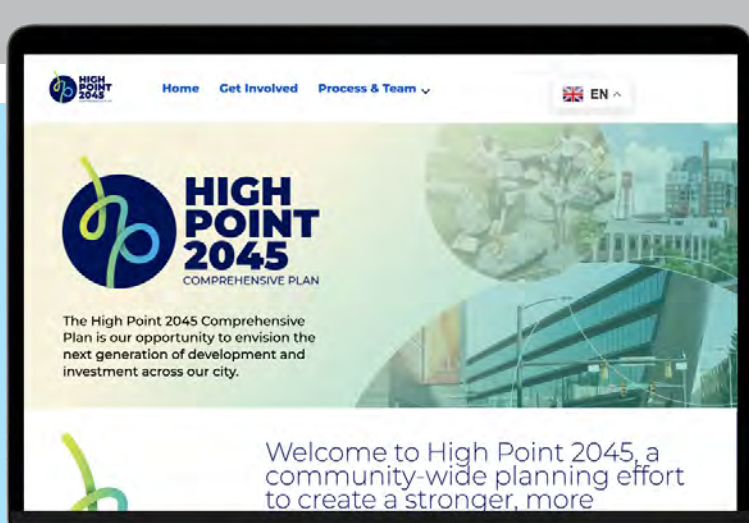 HIGH
POINT
2045
COMPREHENSIVE PLAN
Home Get Involved Process & Team
EN
HIGH
POINT
2045
COMPREHENSIVE PLAN
The High Point 2045 Comprehensive
Plan is our opportunity to envision the
next generation of development and
investment across our city.
Welcome to High Point 2045, a
community-wide planning effort
to create a stronger, more